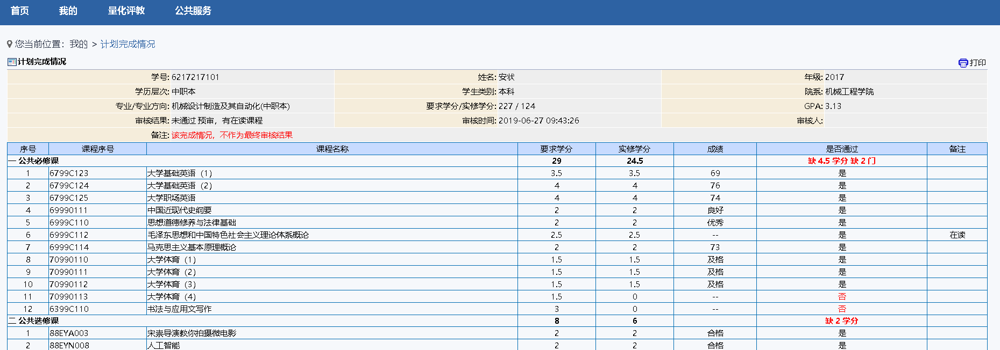 首页 我的 量化评教 公共服务
您当前位置：我的 > 计划完成情况
计划完成情况 打印
学号: 6217217101 姓名: 安状 年级: 2017
学历层次: 中职本 学生类别: 本科 院系: 机械工程学院
专业/专业方向: 机械设计制造及其自动化(中职本) 要求学分/实修学分: 227 / 124 GPA: 3.13
审核结果: 未通过 预审，有在读课程 审核时间: 2019-06-27 09:43:26 审核人:
备注: 该完成情况，不作为最终审核结果
序号 课程序号 课程名称 要求学分 实修学分 成绩 是否通过 备注
一 公共必修课 29 24.5 缺 4.5 学分 缺 2 门
1 6799C123 大学基础英语（1） 3.5 3.5 69 是
2 6799C124 大学基础英语（2） 4 4 76 是
3 6799C125 大学职场英语 4 4 74 是
4 69990111 中国近现代史纲要 2 2 良好 是
5 6999C110 思想道德修养与法律基础 2 2 优秀 是
6 6999C112 毛泽东思想和中国特色社会主义理论体系概论 2.5 2.5 -- 是 在读
7 6999C114 马克思主义基本原理概论 2 2 73 是
8 70990110 大学体育（1） 1.5 1.5 及格 是
9 70990111 大学体育（2） 1.5 1.5 及格 是
10 70990112 大学体育（3） 1.5 1.5 及格 是
11 70990113 大学体育（4） 1.5 0 -- 否
12 6399C110 书法与应用文写作 3 0 -- 否
二 公共选修课 8 6 缺 2 学分
1 88EYA003 宋崇导演教你拍摄微电影 2 2 合格 是
2 88EYN008 人工智能 2 2 合格 是